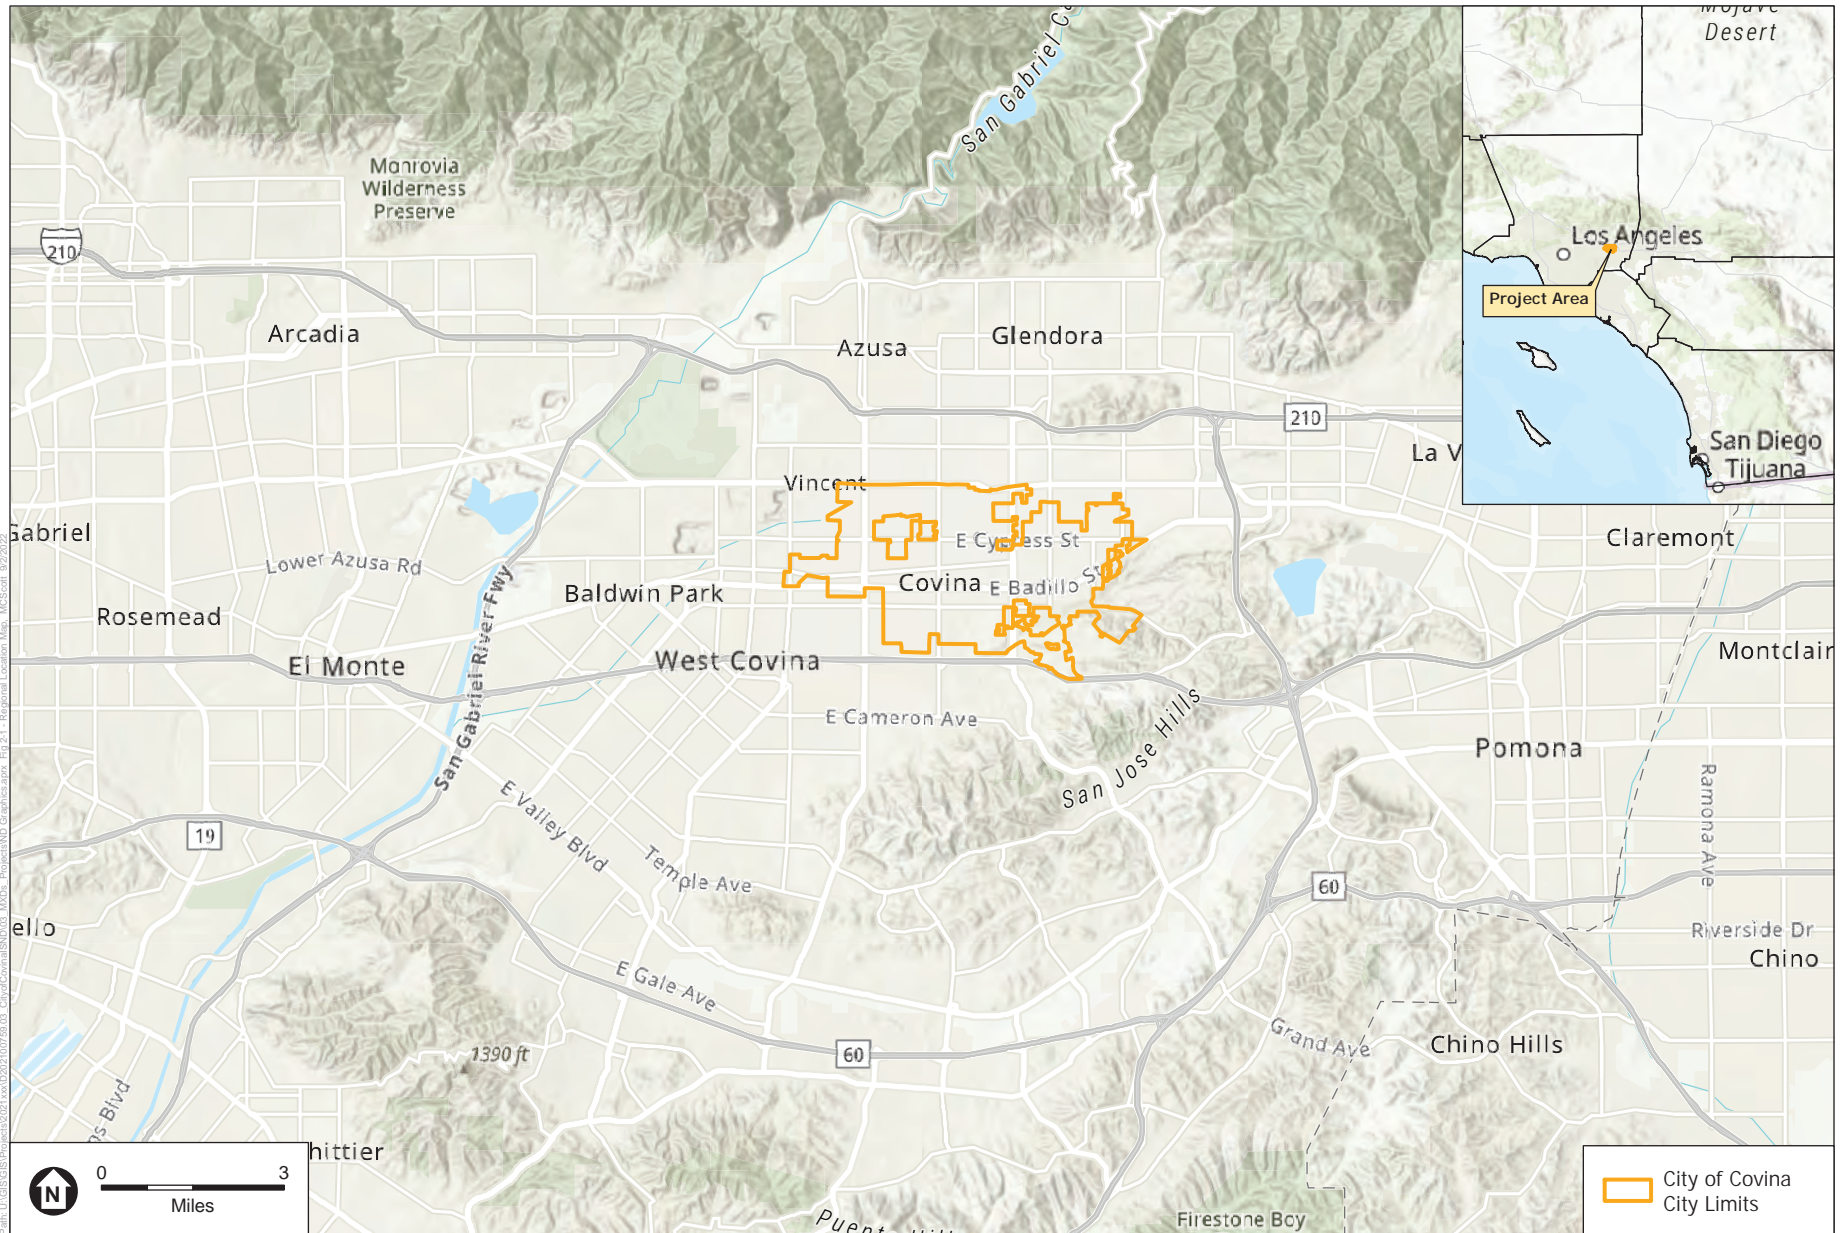 San Gabriel C
Mojave
Desert
Monrovia
Wilderness
Preserve
210
Los Angeles
Project Area
Arcadia
Azusa
Glendora
210
La V
San Diego
Tijuana
Vincent
Gabriel
E Cypress St
Claremont
Lower Azusa Rd
Baldwin Park
Covina
E Badillo St
Rosemead
San Gabriel River Fwy
El Monte
West Covina
Montclair
E Cameron Ave
San Jose Hills
Pomona
E Valley Blvd
Ramona Ave
19
Temple Ave
60
ello
Riverside Dr
Chino
E Gale Ave
Grand Ave
Chino Hills
1390 ft
60
ns Blvd
hittier
0 3
Miles
N
City of Covina
City Limits
Firestone Boy